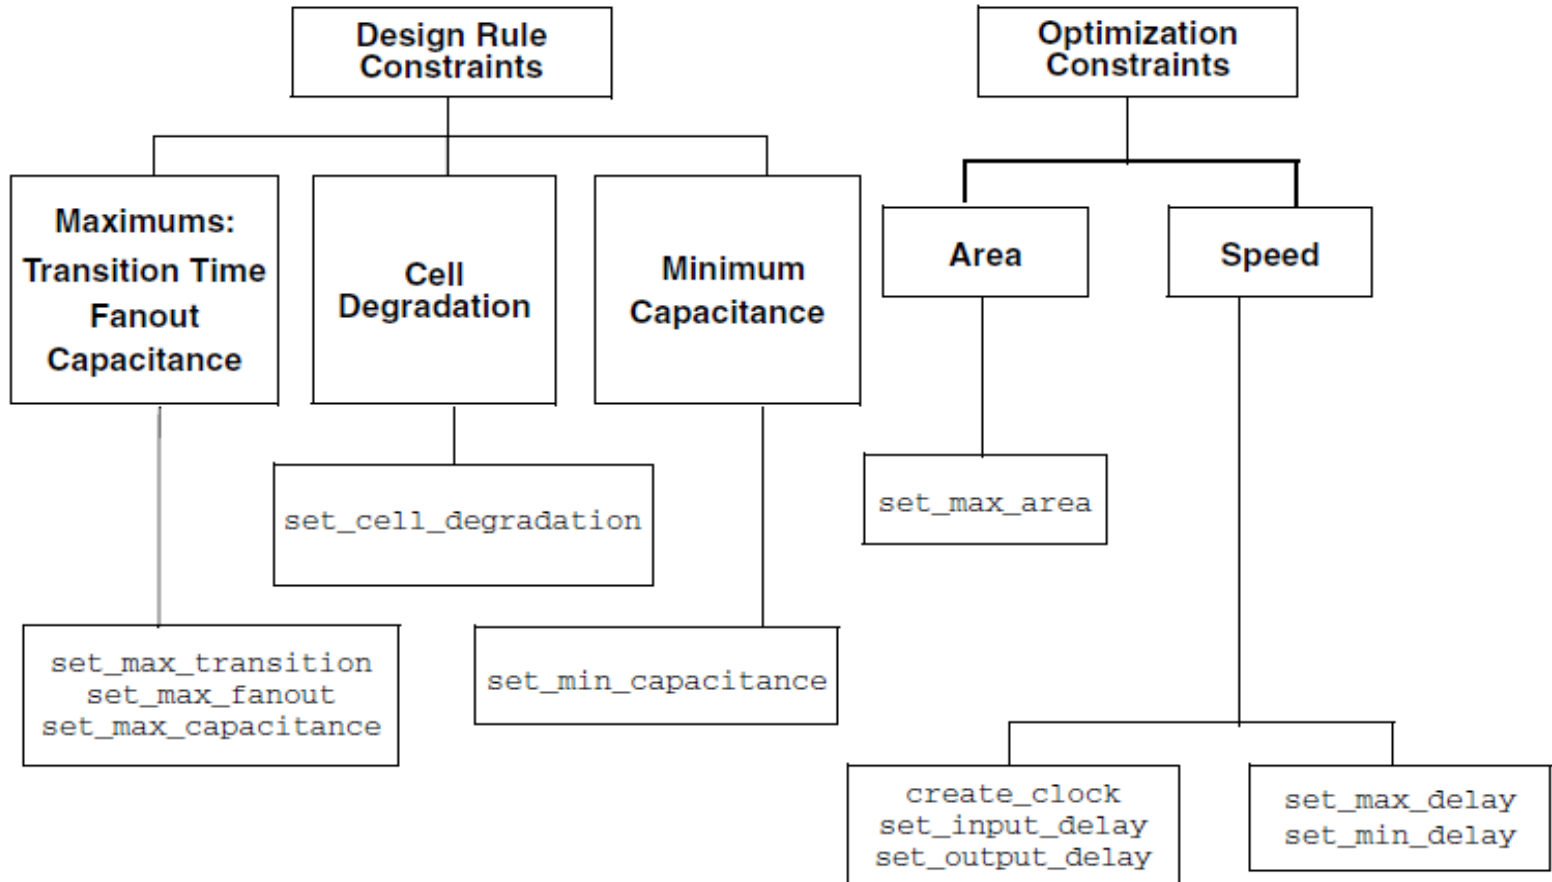 Design Rule
Constraints
Optimization
Constraints
Maximums:
Transition Time
Fanout
Capacitance
Cell
Degradation
Minimum
Capacitance
Area
Speed
set_cell_degradation
set_max_area
set_max_transition
set_max_fanout
set_max_capacitance
set_min_capacitance
create_clock
set_input_delay
set_output_delay
set_max_delay
set_min_delay